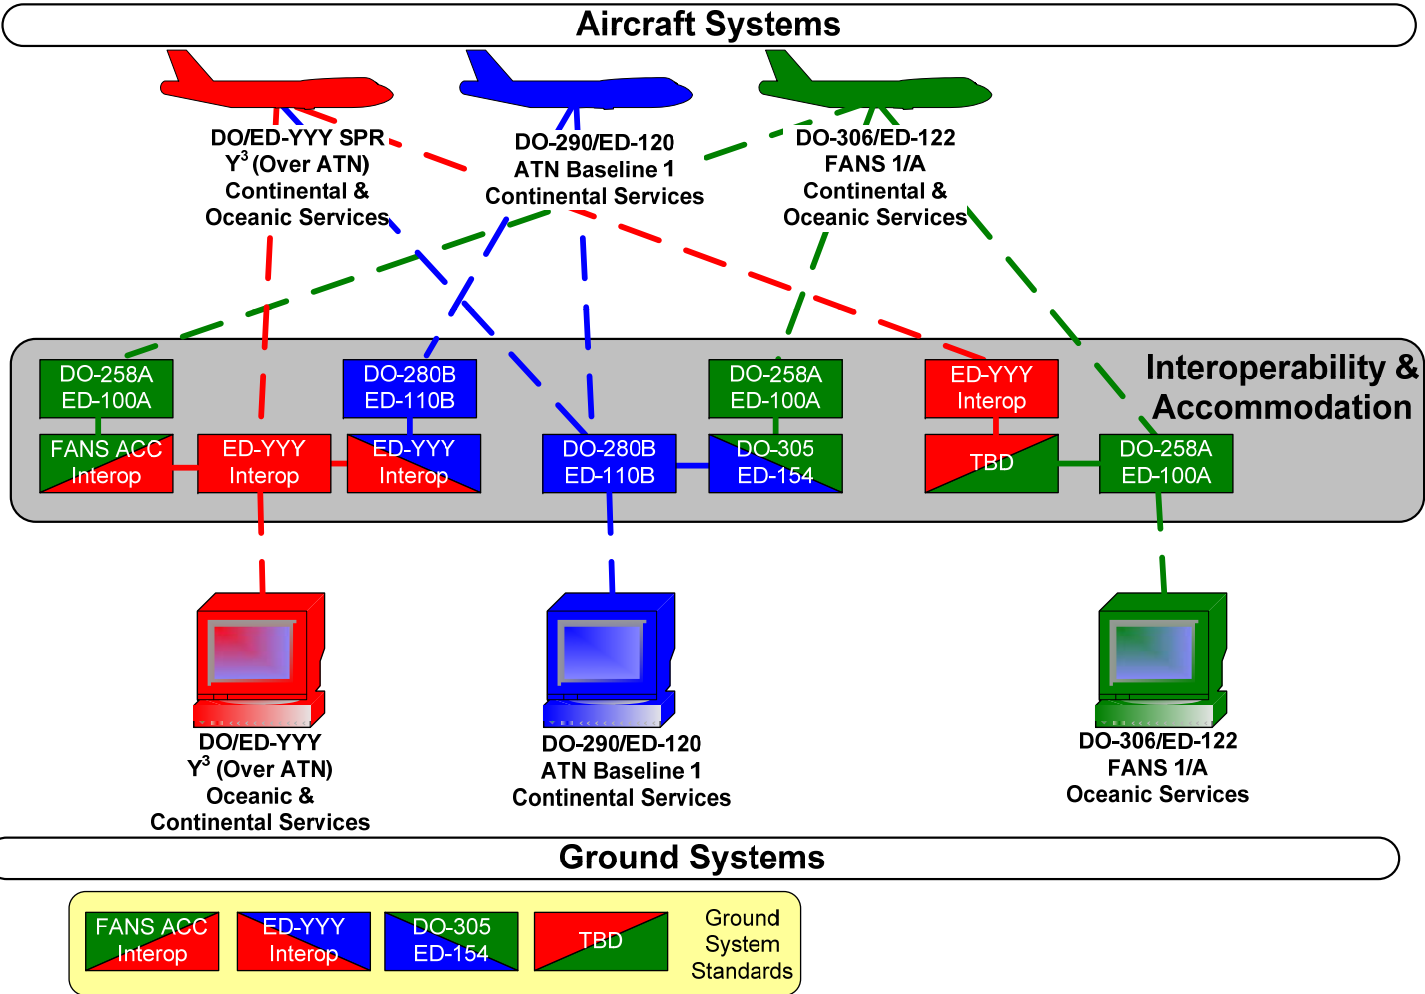 Aircraft Systems
DO/ED-YYY SPR
Y³ (Over ATN)
Continental &
Oceanic Services
DO-290/ED-120
ATN Baseline 1
Continental Services
DO-306/ED-122
FANS 1/A
Continental &
Oceanic Services
Interoperability &
Accommodation
DO-258A
ED-100A
FANS ACC
Interop
ED-YYY
Interop
DO-280B
ED-110B
ED-YYY
Interop
DO-280B
ED-110B
DO-258A
ED-100A
DO-305
ED-154
ED-YYY
Interop
TBD
DO-258A
ED-100A
DO/ED-YYY
Y³ (Over ATN)
Oceanic &
Continental Services
DO-290/ED-120
ATN Baseline 1
Continental Services
DO-306/ED-122
FANS 1/A
Oceanic Services
Ground Systems
FANS ACC
Interop
ED-YYY
Interop
DO-305
ED-154
TBD
Ground
System
Standards